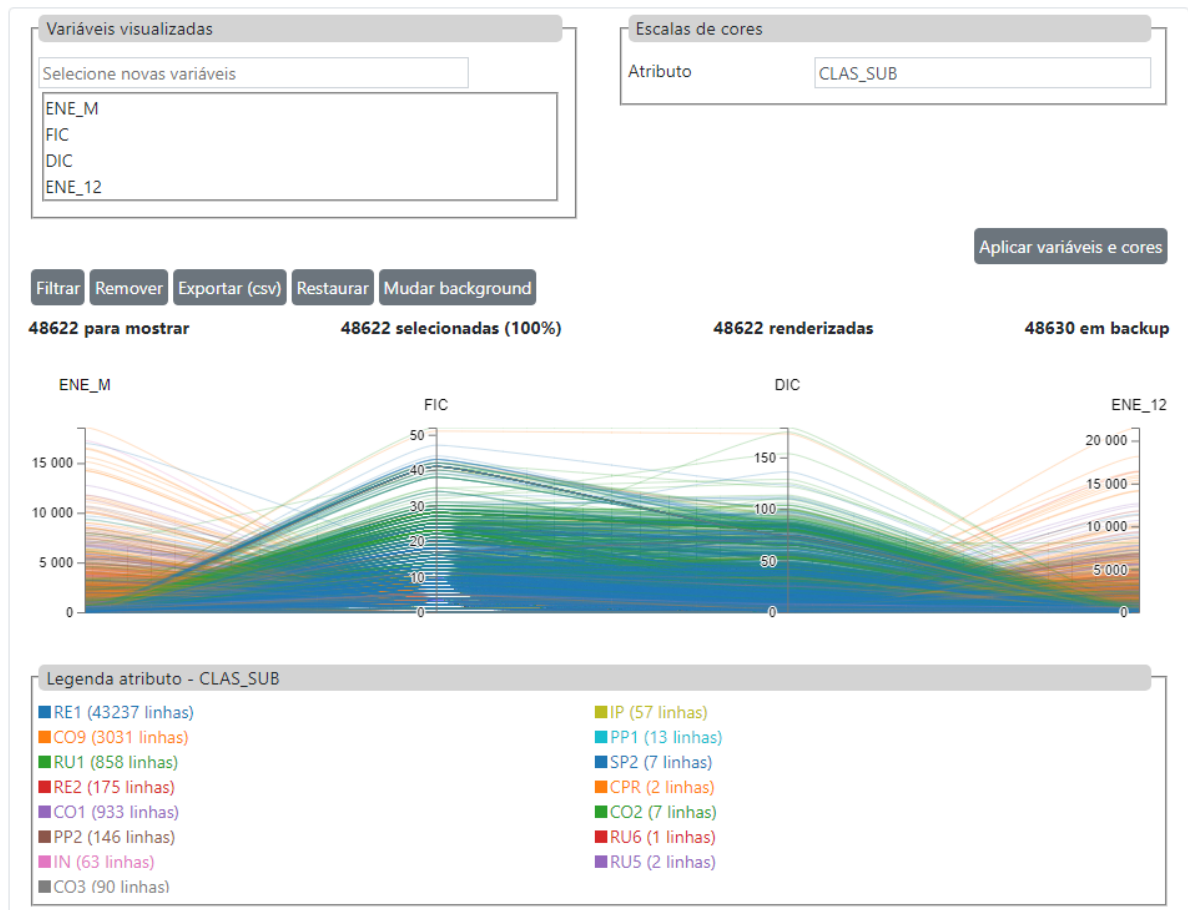 Variáveis visualizadas
Selecione novas variáveis
ENE_M
FIC
DIC
ENE_12
Escalas de cores
Atributo CLAS_SUB
Aplicar variáveis e cores
Filtrar Remover Exportar (csv) Restaurar Mudar background
48622 para mostrar 48622 selecionadas (100%) 48622 renderizadas 48630 em backup
ENE_M
15 000
10 000
5 000
0
FIC
50
40
30
20
10
0
DIC
150
100
50
0
ENE_12
20 000
15 000
10 000
5 000
0
Legenda atributo - CLAS_SUB
RE1 (43237 linhas)
CO9 (3031 linhas)
RU1 (858 linhas)
RE2 (175 linhas)
CO1 (933 linhas)
PP2 (146 linhas)
IN (63 linhas)
CO3 (90 linhas)
IP (57 linhas)
PP1 (13 linhas)
SP2 (7 linhas)
CPR (2 linhas)
CO2 (7 linhas)
RU6 (1 linhas)
RU5 (2 linhas)